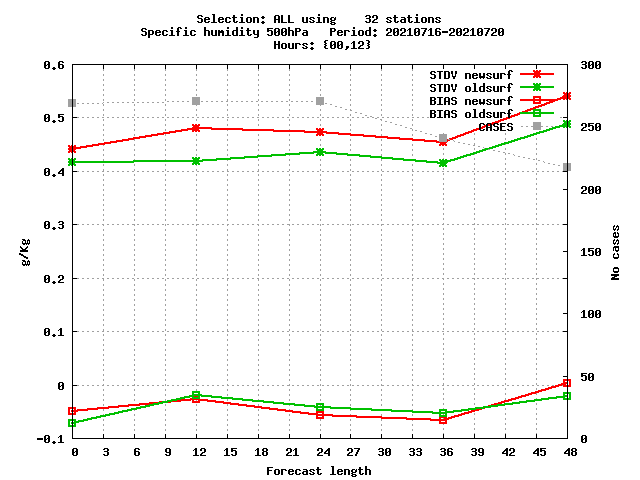 Selection: ALL using    32 stations
Specific humidity 500hPa   Period: 20210716-20210720
Hours: {00,12}
STDV newsurf
STDV oldsurf
BIAS newsurf
BIAS oldsurf
CASES
0.6
0.5
0.4
0.3
0.2
0.1
0
-0.1
g/Kg
300
250
200
150
100
50
0
No cases
0 3 6 9 12 15 18 21 24 27 30 33 36 39 42 45 48
Forecast length